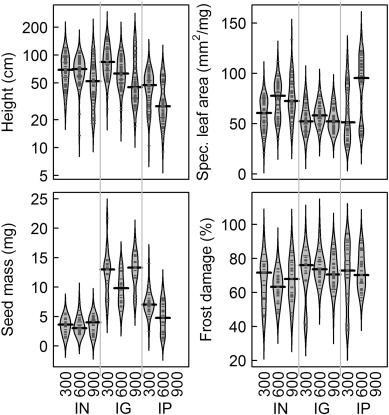 Height (cm)
200
100
50
20
10
5
Spec. leaf area (mm²/mg)
150
100
50
0
Seed mass (mg)
25
20
15
10
5
0
Frost damage (%)
100
80
60
40
20
300 600 900 300 600 900 300 600 900
IN IG IP
300 600 900 300 600 900 300 600 900
IN IG IP